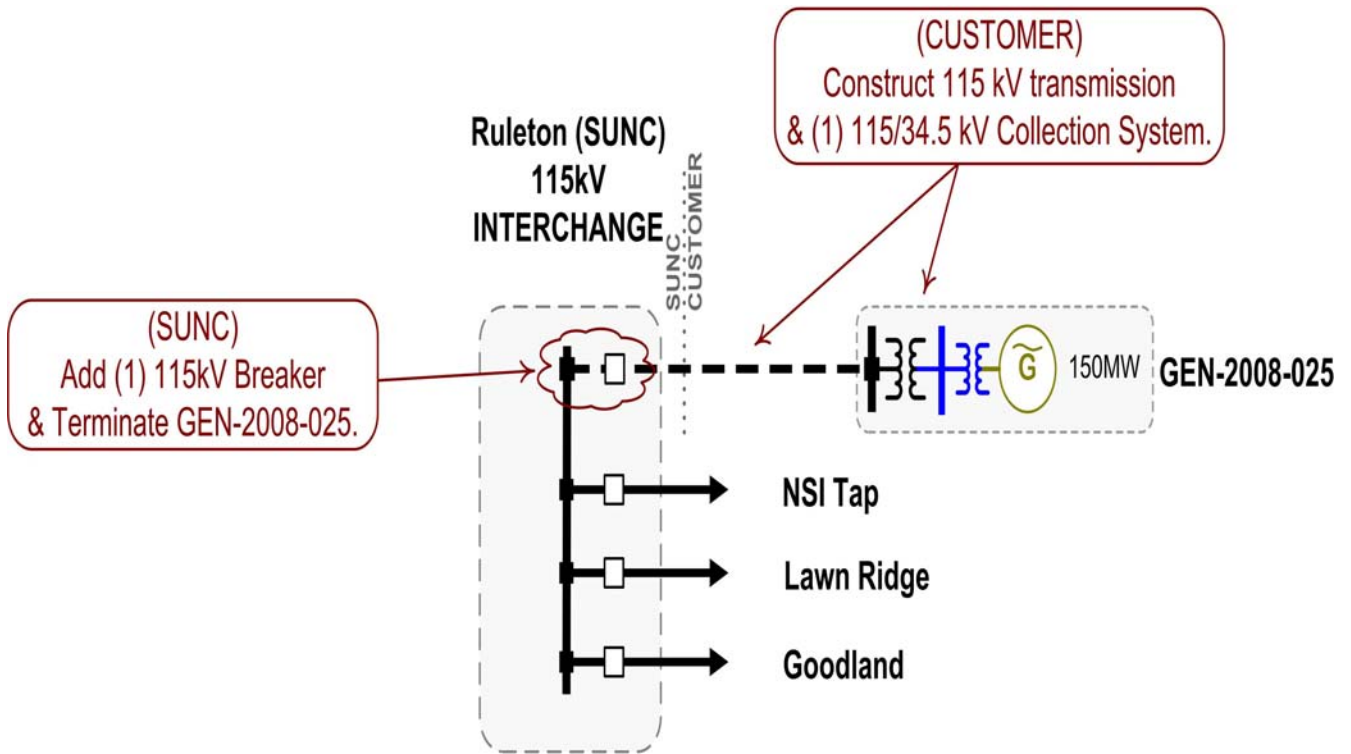 (CUSTOMER)
Construct 115 kV transmission
& (1) 115/34.5 kV Collection System.
Ruleton (SUNC)
115kV
INTERCHANGE
SUNC
CUSTOMER
(SUNC)
Add (1) 115kV Breaker
& Terminate GEN-2008-025.
G
150MW
GEN-2008-025
NSI Tap
Lawn Ridge
Goodland